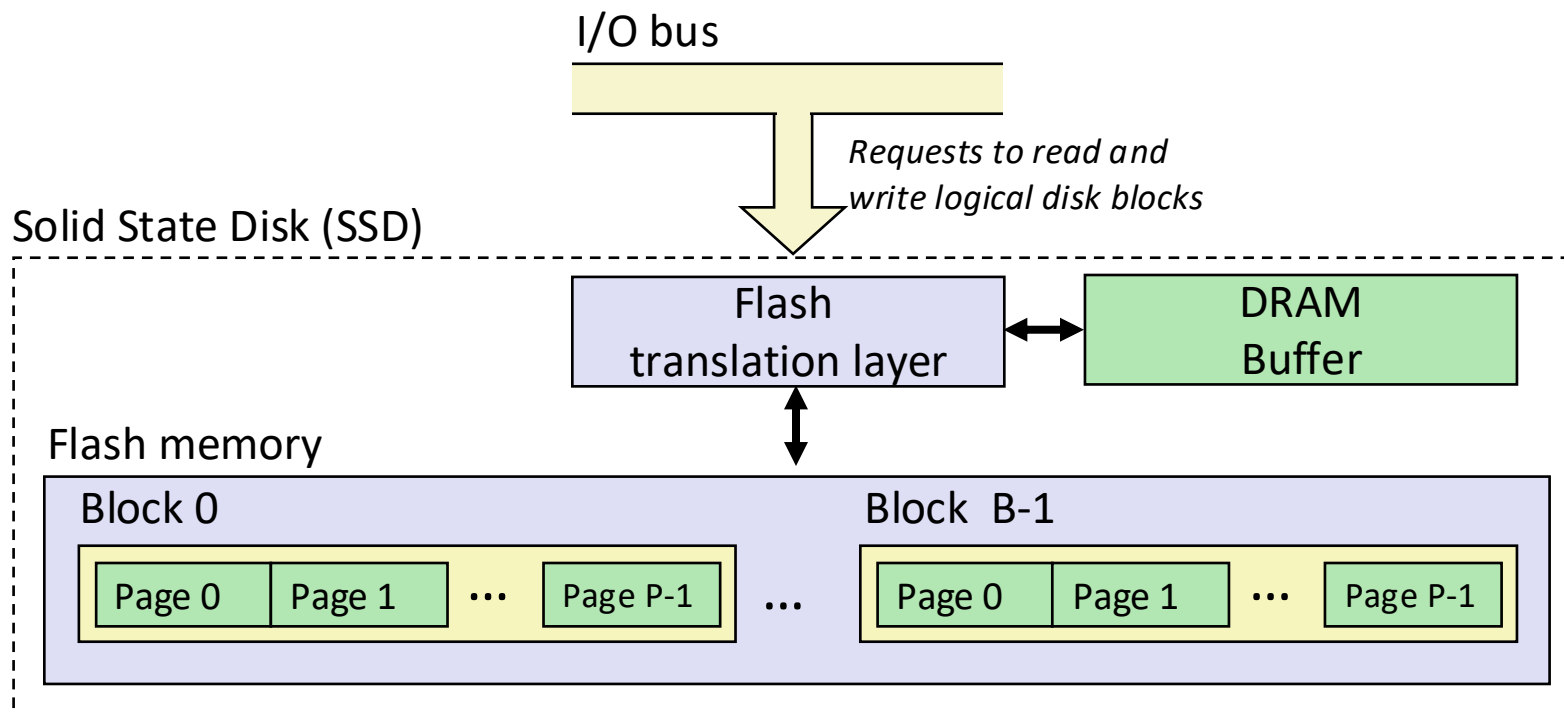 I/O bus
Requests to read and
write logical disk blocks
Solid State Disk (SSD)
Flash
translation layer
DRAM
Buffer
Flash memory
Block 0
Block B-1
Page 0 Page 1 ... Page P-1 ... Page 0 Page 1 ... Page P-1